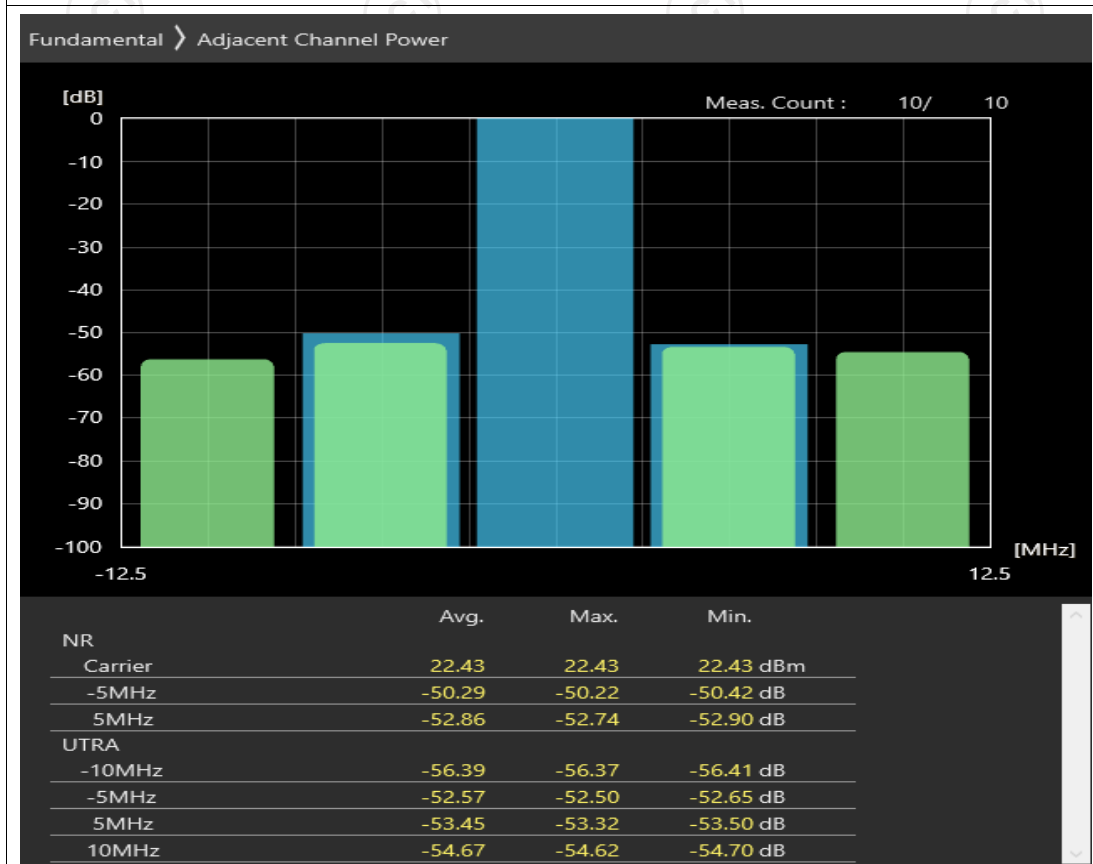 Fundamental 〉 Adjacent Channel Power
[dB]
Meas. Count : 10/ 10
0
-10
-20
-30
-40
-50
-60
-70
-80
-90
-100
[MHz]
-12.5 12.5
Avg. Max. Min.
NR
Carrier 22.43 22.43 22.43 dBm
-5MHz -50.29 -50.22 -50.42 dB
5MHz -52.86 -52.74 -52.90 dB
UTRA
-10MHz -56.39 -56.37 -56.41 dB
-5MHz -52.57 -52.50 -52.65 dB
5MHz -53.45 -53.32 -53.50 dB
10MHz -54.67 -54.62 -54.70 dB